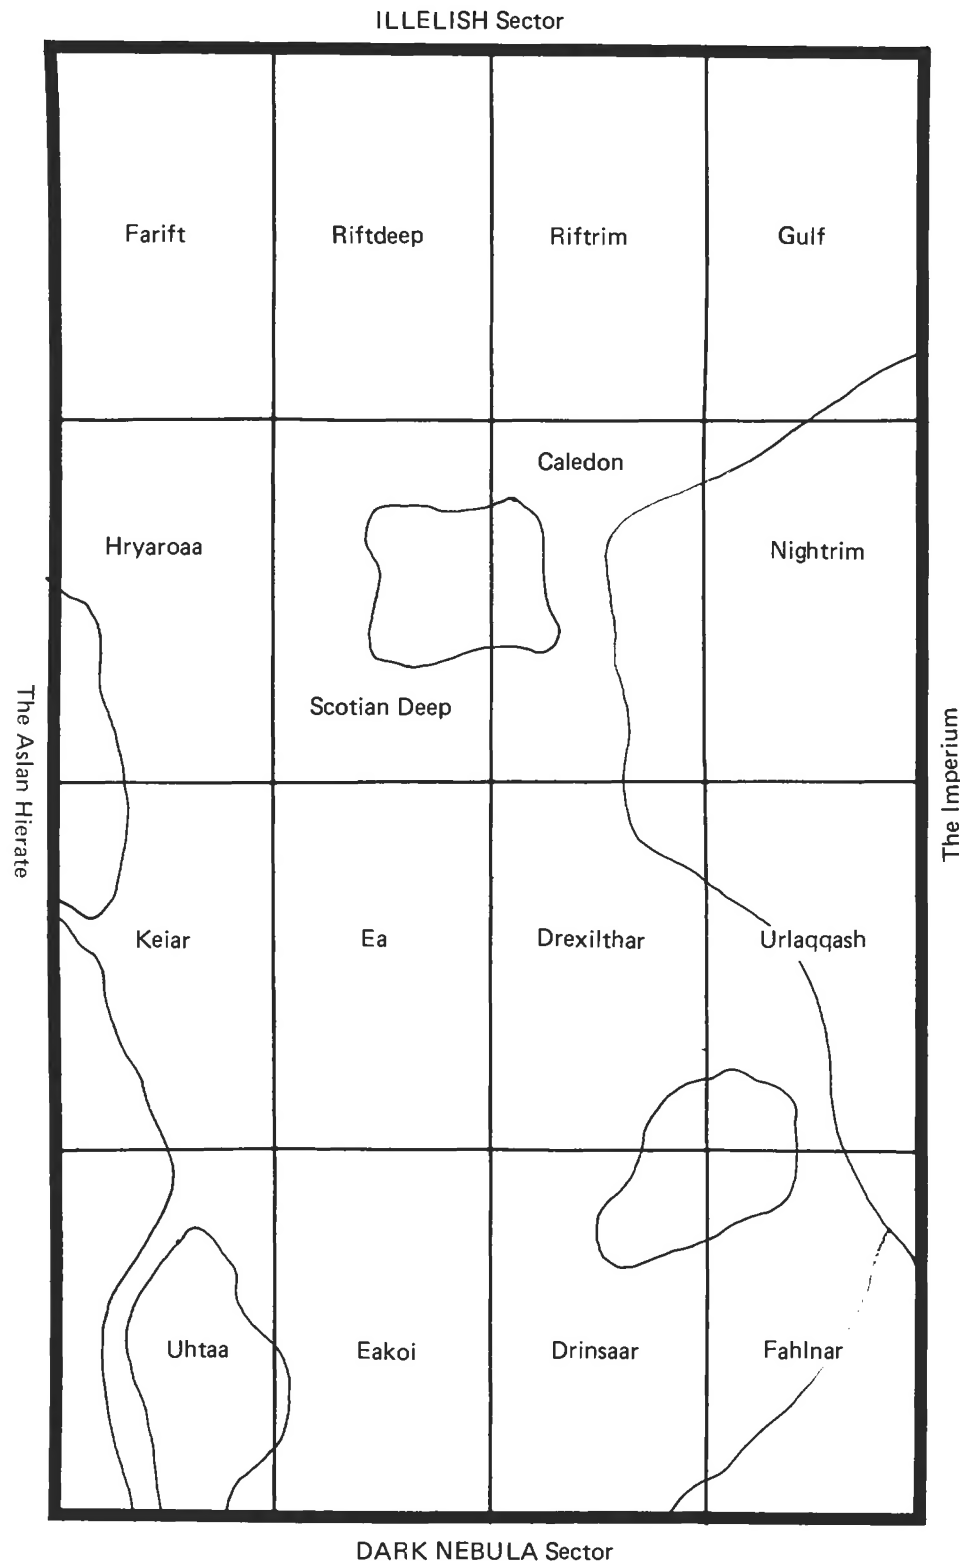 ILLELISH Sector
Farift
Riftdeep
Riftrim
Gulf
Caledon
Hryaroaa
Nightrim
Scotian Deep
The Aslan Hierate
The Imperium
Keiar
Ea
Drexilthar
Urlaqqash
Uhtaa
Eakoi
Drinsaar
Fahlnar
DARK NEBULA Sector